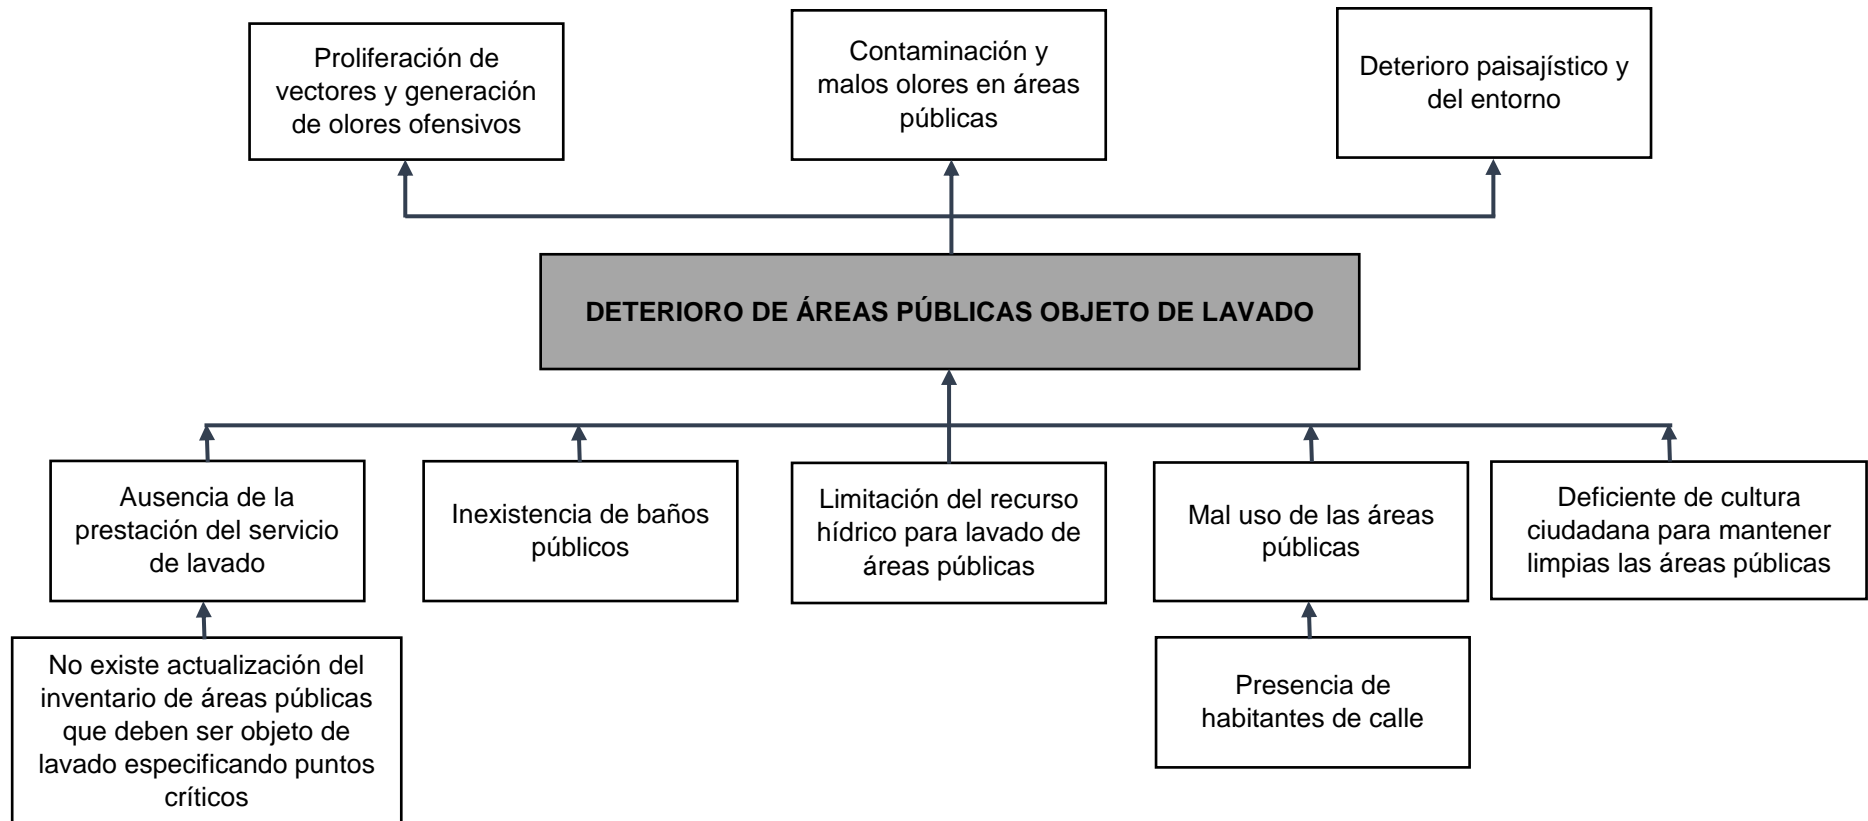 Proliferación de
vectores y generación
de olores ofensivos
Contaminación y
malos olores en áreas
públicas
Deterioro paisajístico y
del entorno
DETERIORO DE ÁREAS PÚBLICAS OBJETO DE LAVADO
Ausencia de la
prestación del servicio
de lavado
Inexistencia de baños
públicos
Limitación del recurso
hídrico para lavado de
áreas públicas
Mal uso de las áreas
públicas
Deficiente de cultura
ciudadana para mantener
limpias las áreas públicas
No existe actualización del
inventario de áreas públicas
que deben ser objeto de
lavado especificando puntos
críticos
Presencia de
habitantes de calle